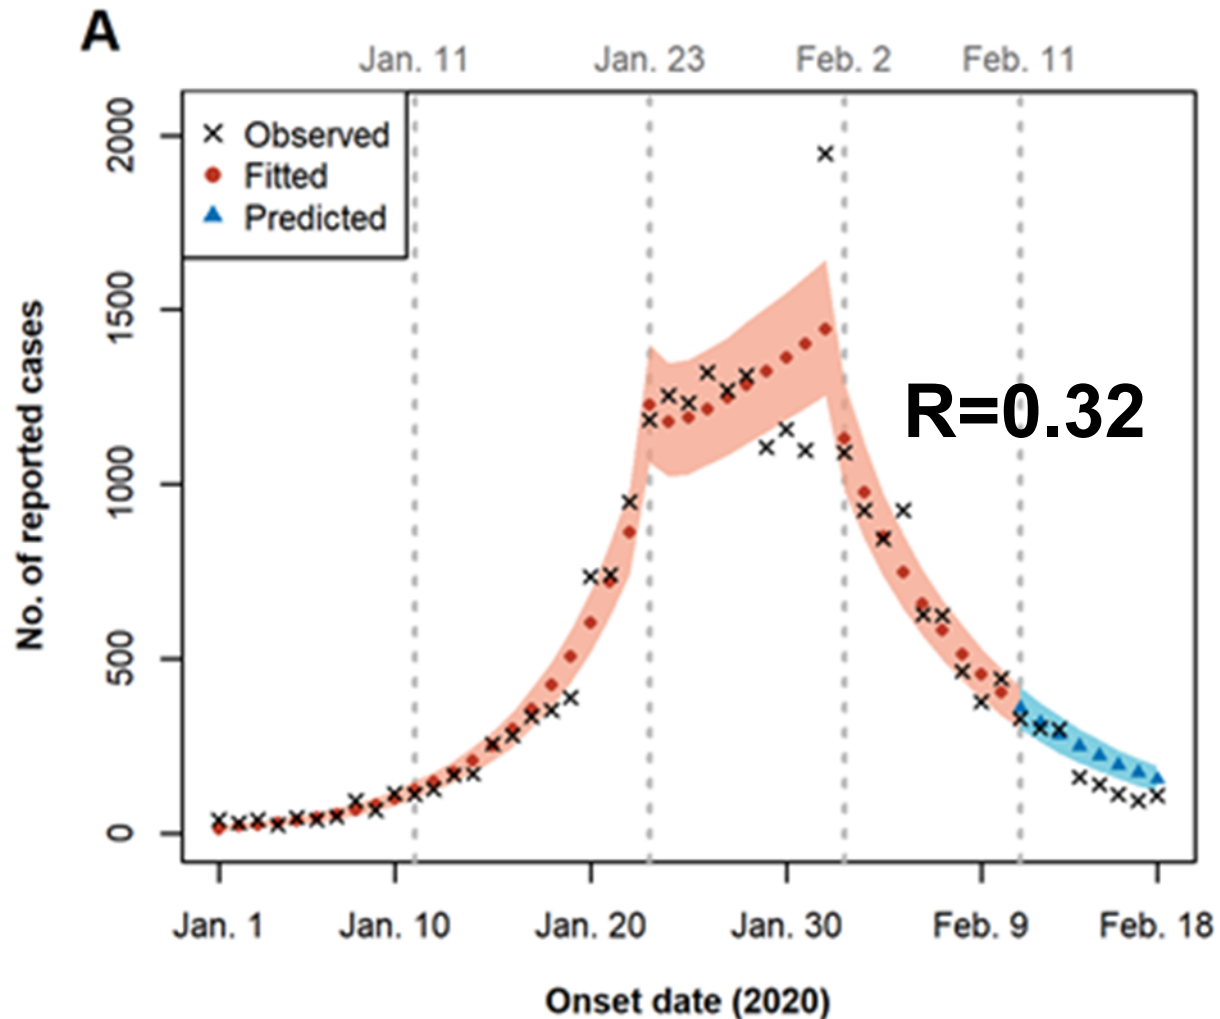 A
Jan. 11
Jan. 23
Feb. 2
Feb. 11
Observed
Fitted
Predicted
R=0.32
2000
1500
1000
500
0
No. of reported cases
Jan. 1
Jan. 10
Jan. 20
Jan. 30
Feb. 9
Feb. 18
Onset date (2020)